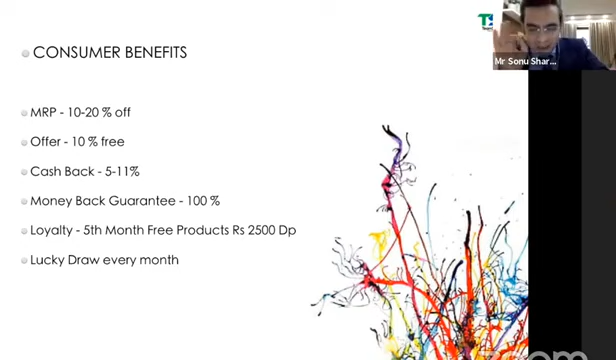 CONSUMER BENEFITS
MRP - 10-20 % off
Offer - 10 % free
Cash Back - 5-11%
Money Back Guarantee - 100 %
Loyalty - 5th Month Free Products Rs 2500 Dp
Lucky Draw every month
Mr Sonu Shar...
zoom